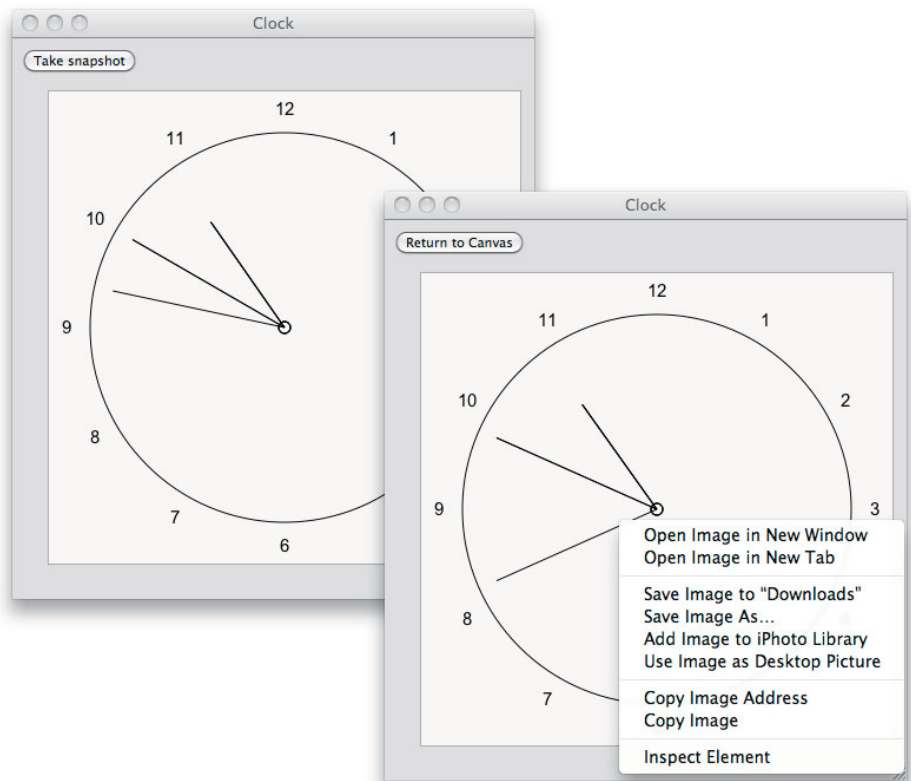 Clock
Take snapshot
12
11
1
10
9
8
7
6
Clock
Return to Canvas
12
11
1
10
2
9
3
8
7
Open Image in New Window
Open Image in New Tab
Save Image to "Downloads"
Save Image As...
Add Image to iPhoto Library
Use Image as Desktop Picture
Copy Image Address
Copy Image
Inspect Element